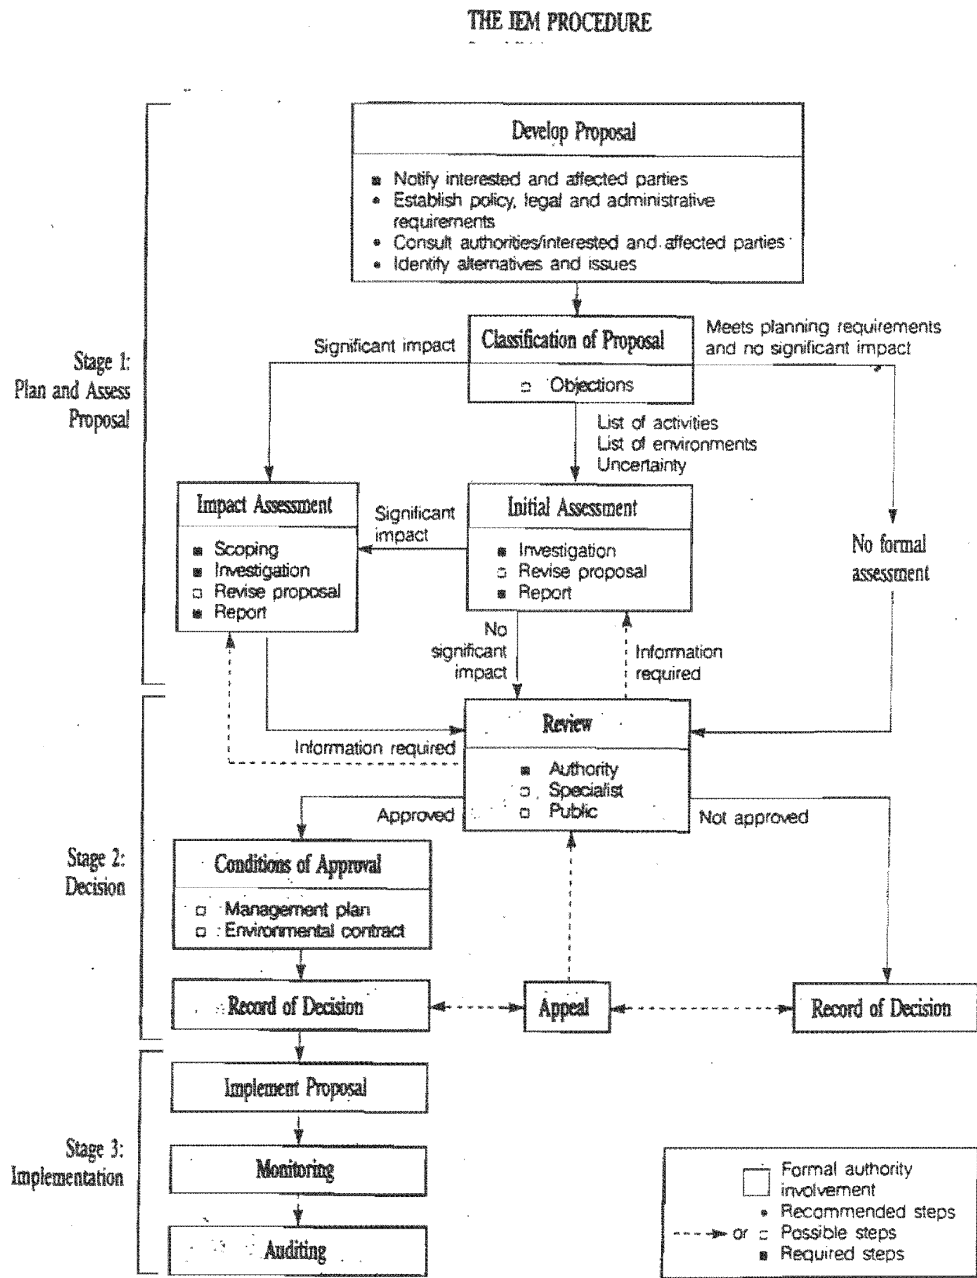 THE IEM PROCEDURE
Develop Proposal
■ Notify interested and affected parties
• Establish policy, legal and administrative
requirements
• Consult authorities/interested and affected parties
• Identify alternatives and issues
Stage 1:
Plan and Assess
Proposal
Classification of Proposal
□ Objections
Significant impact
Meets planning requirements
and no significant impact
List of activities
List of environments
Uncertainty
Impact Assessment
■ Scoping
■ Investigation
□ Revise proposal
■ Report
Significant
impact
Initial Assessment
■ Investigation
□ Revise proposal
■ Report
No formal
assessment
No
significant
impact
Information
required
Information required
Review
■ Authority
□ Specialist
□ Public
Approved
Not approved
Stage 2:
Decision
Conditions of Approval
□ Management plan
□ Environmental contract
Record of Decision
Appeal
Record of Decision
Stage 3:
Implementation
Implement Proposal
Monitoring
Auditing
Formal authority
involvement
• Recommended steps
or □ Possible steps
■ Required steps